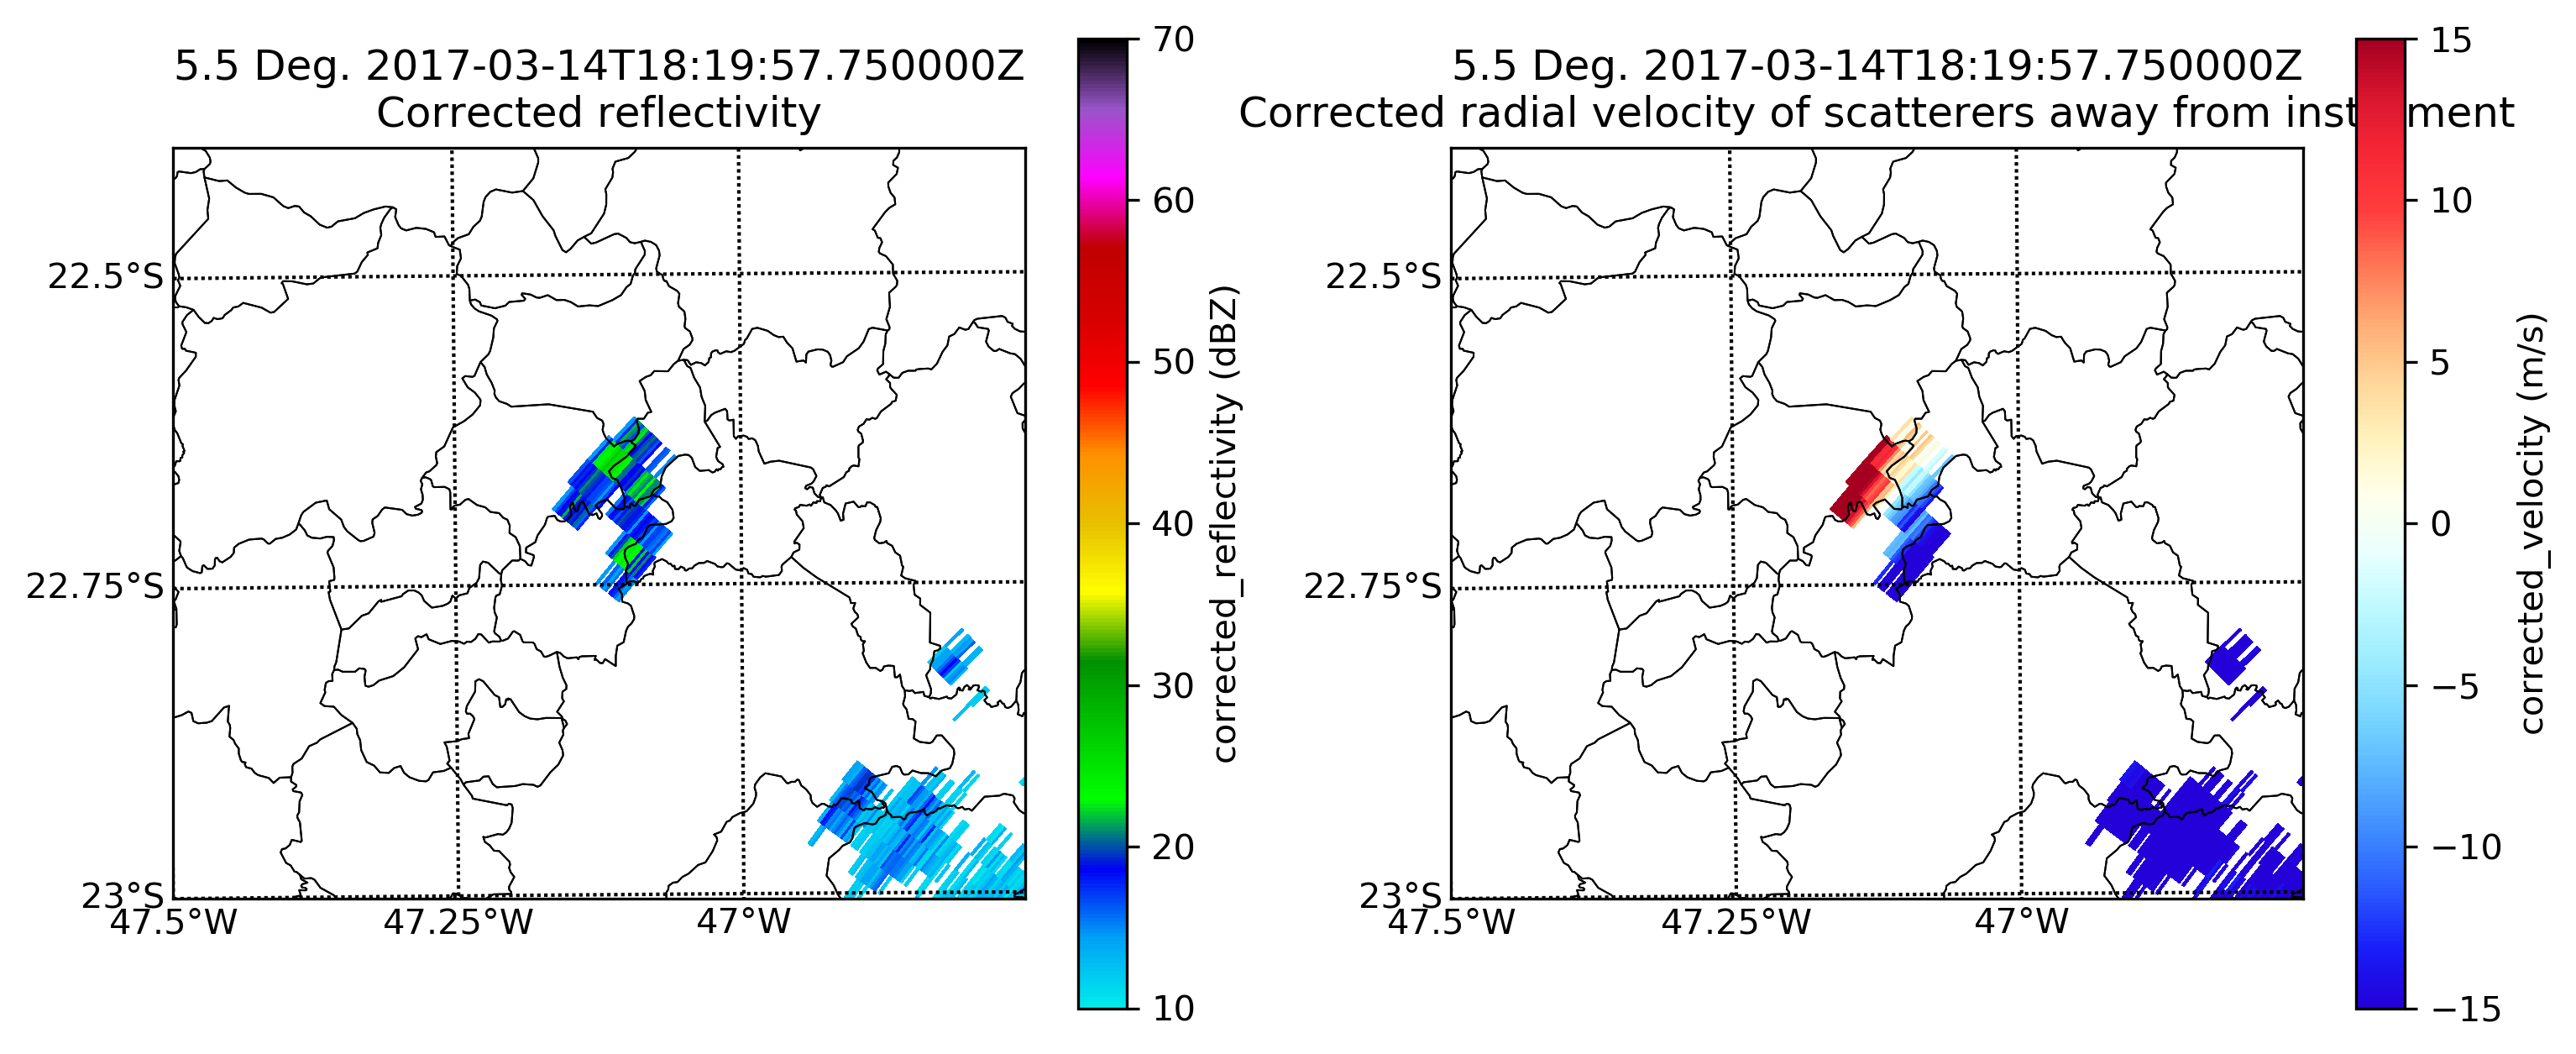 5.5 Deg. 2017-03-14T18:19:57.750000Z
Corrected reflectivity
22.5°S
22.75°S
23°S
47.5°W
47.25°W
47°W
70
60
50
40
30
20
10
corrected_reflectivity (dBZ)
5.5 Deg. 2017-03-14T18:19:57.750000Z
Corrected radial velocity of scatterers away from inst ment
22.5°S
22.75°S
23°S
47.5°W
47.25°W
47°W
15
10
5
0
−5
−10
−15
corrected_velocity (m/s)